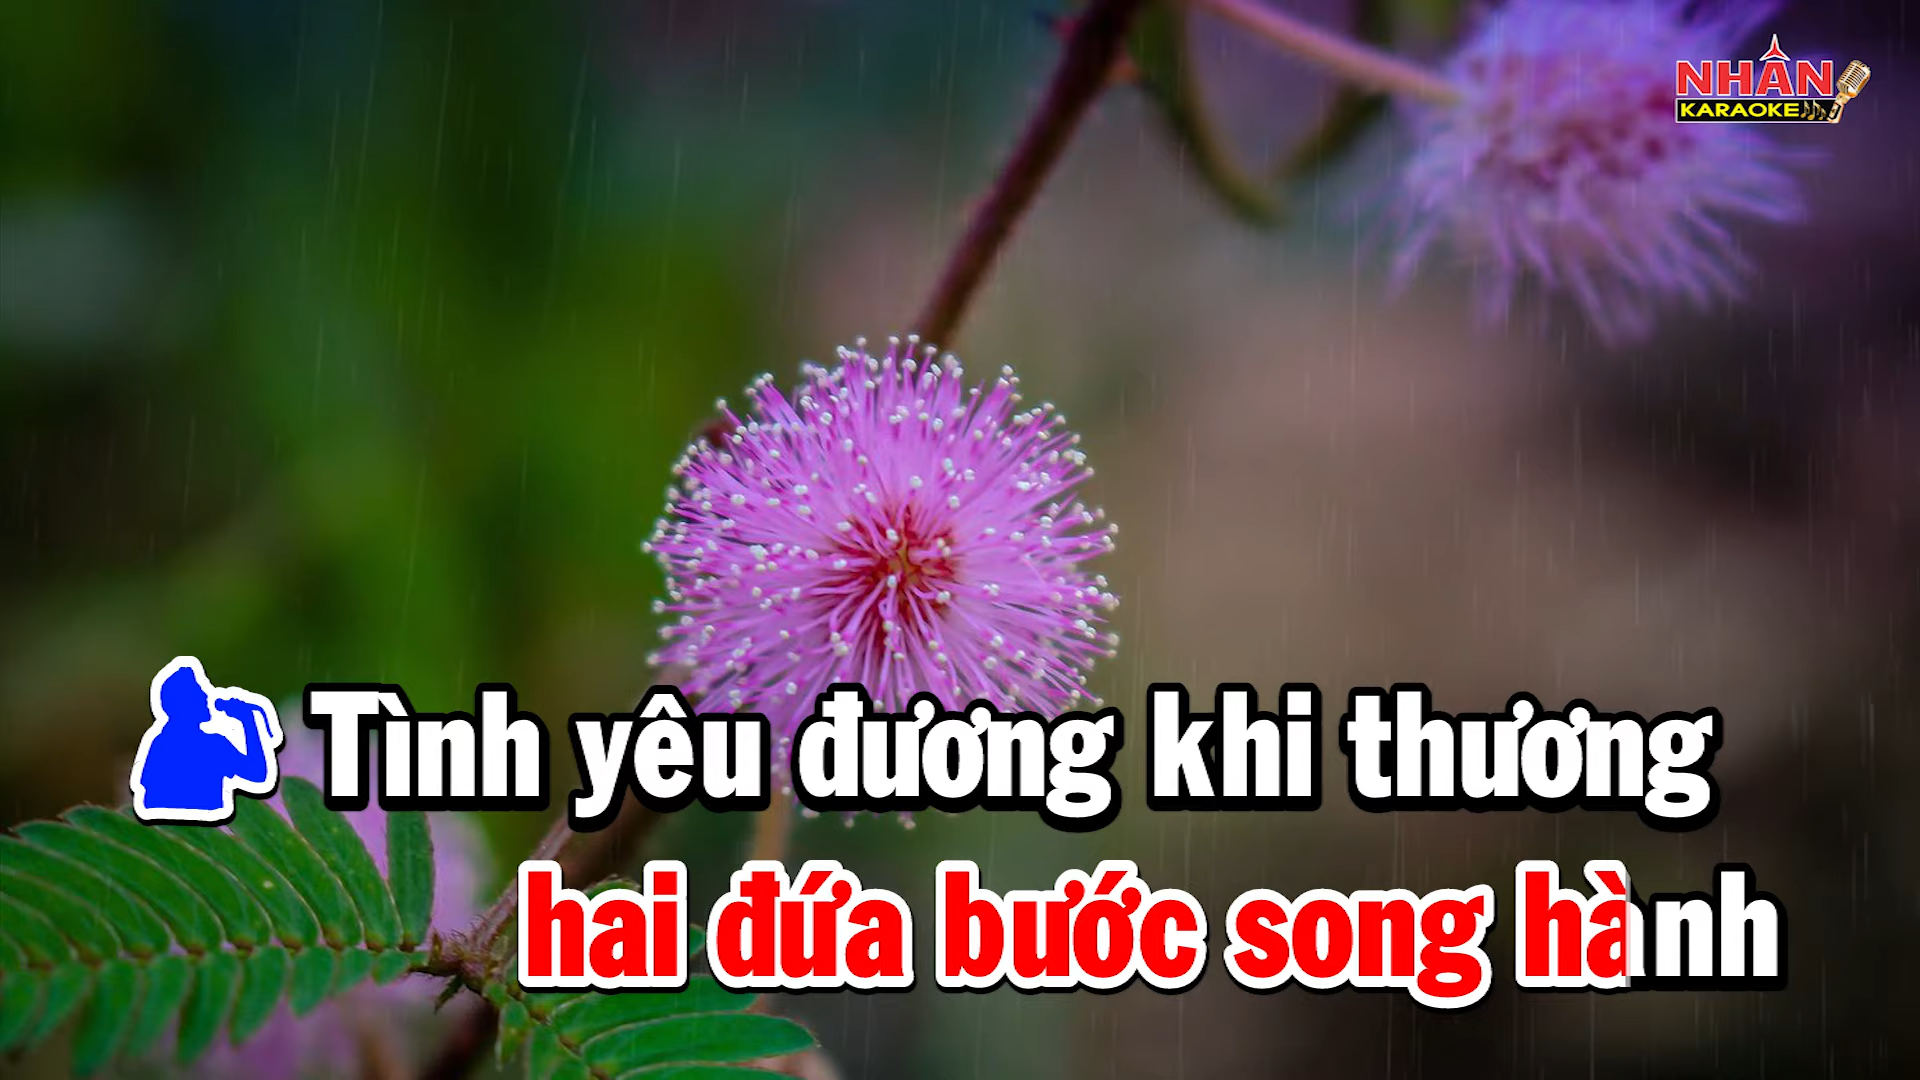 NHÂN
KARAOKE
Tình yêu đương khi thương
hai đứa bước song hành